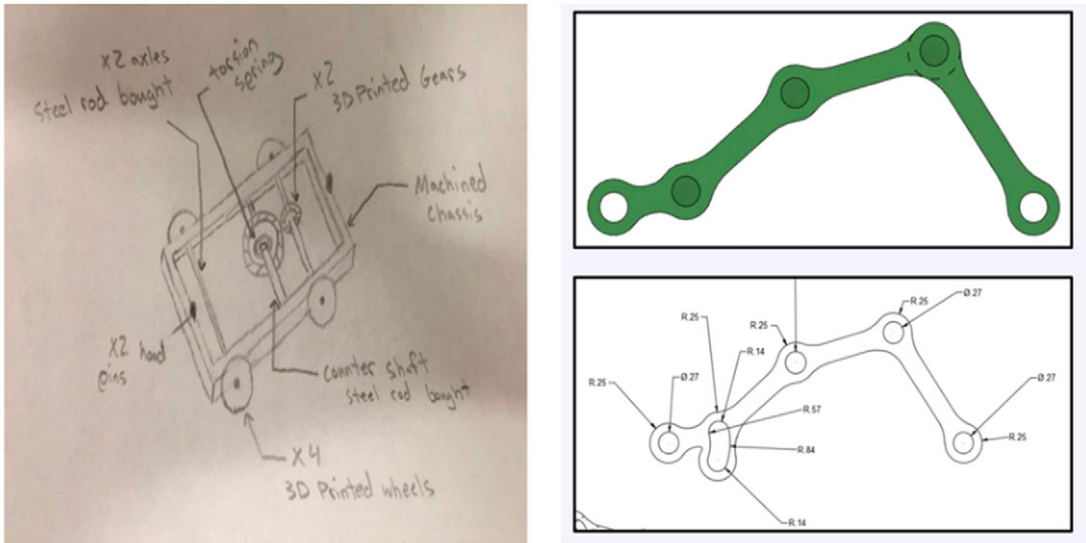 x2 axles
steel rod bought
torsion
spring
x2
3D Printed Gears
Machined
chassis
x2 hood
pins
counter shaft
steel rod bought
x4
3D Printed wheels
R.25
Ø.27
R.25
R.25
R.14
R.25
Ø.27
R.57
R.84
R.14
Ø.27
R.25